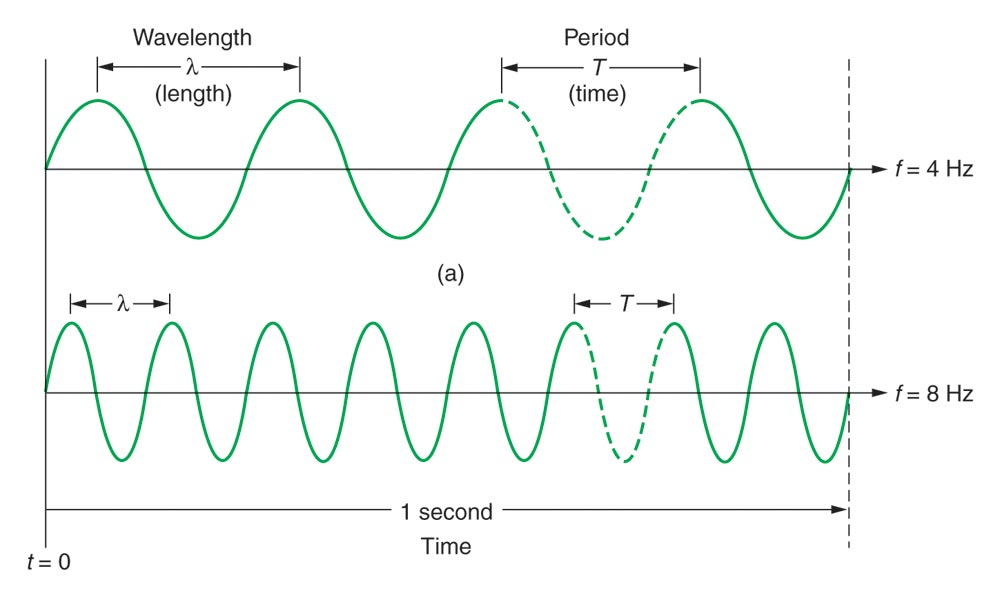 Wavelength
λ
(length)
Period
T
(time)
f = 4 Hz
(a)
λ
T
f = 8 Hz
1 second
Time
t = 0